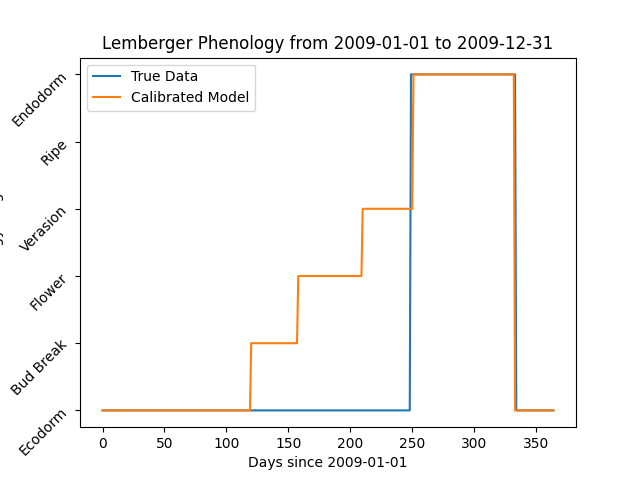 Lemberger Phenology from 2009-01-01 to 2009-12-31
True Data
Calibrated Model
Endodorm
Ripe
Verasion
Flower
Bud Break
Ecodorm
0 50 100 150 200 250 300 350
Days since 2009-01-01